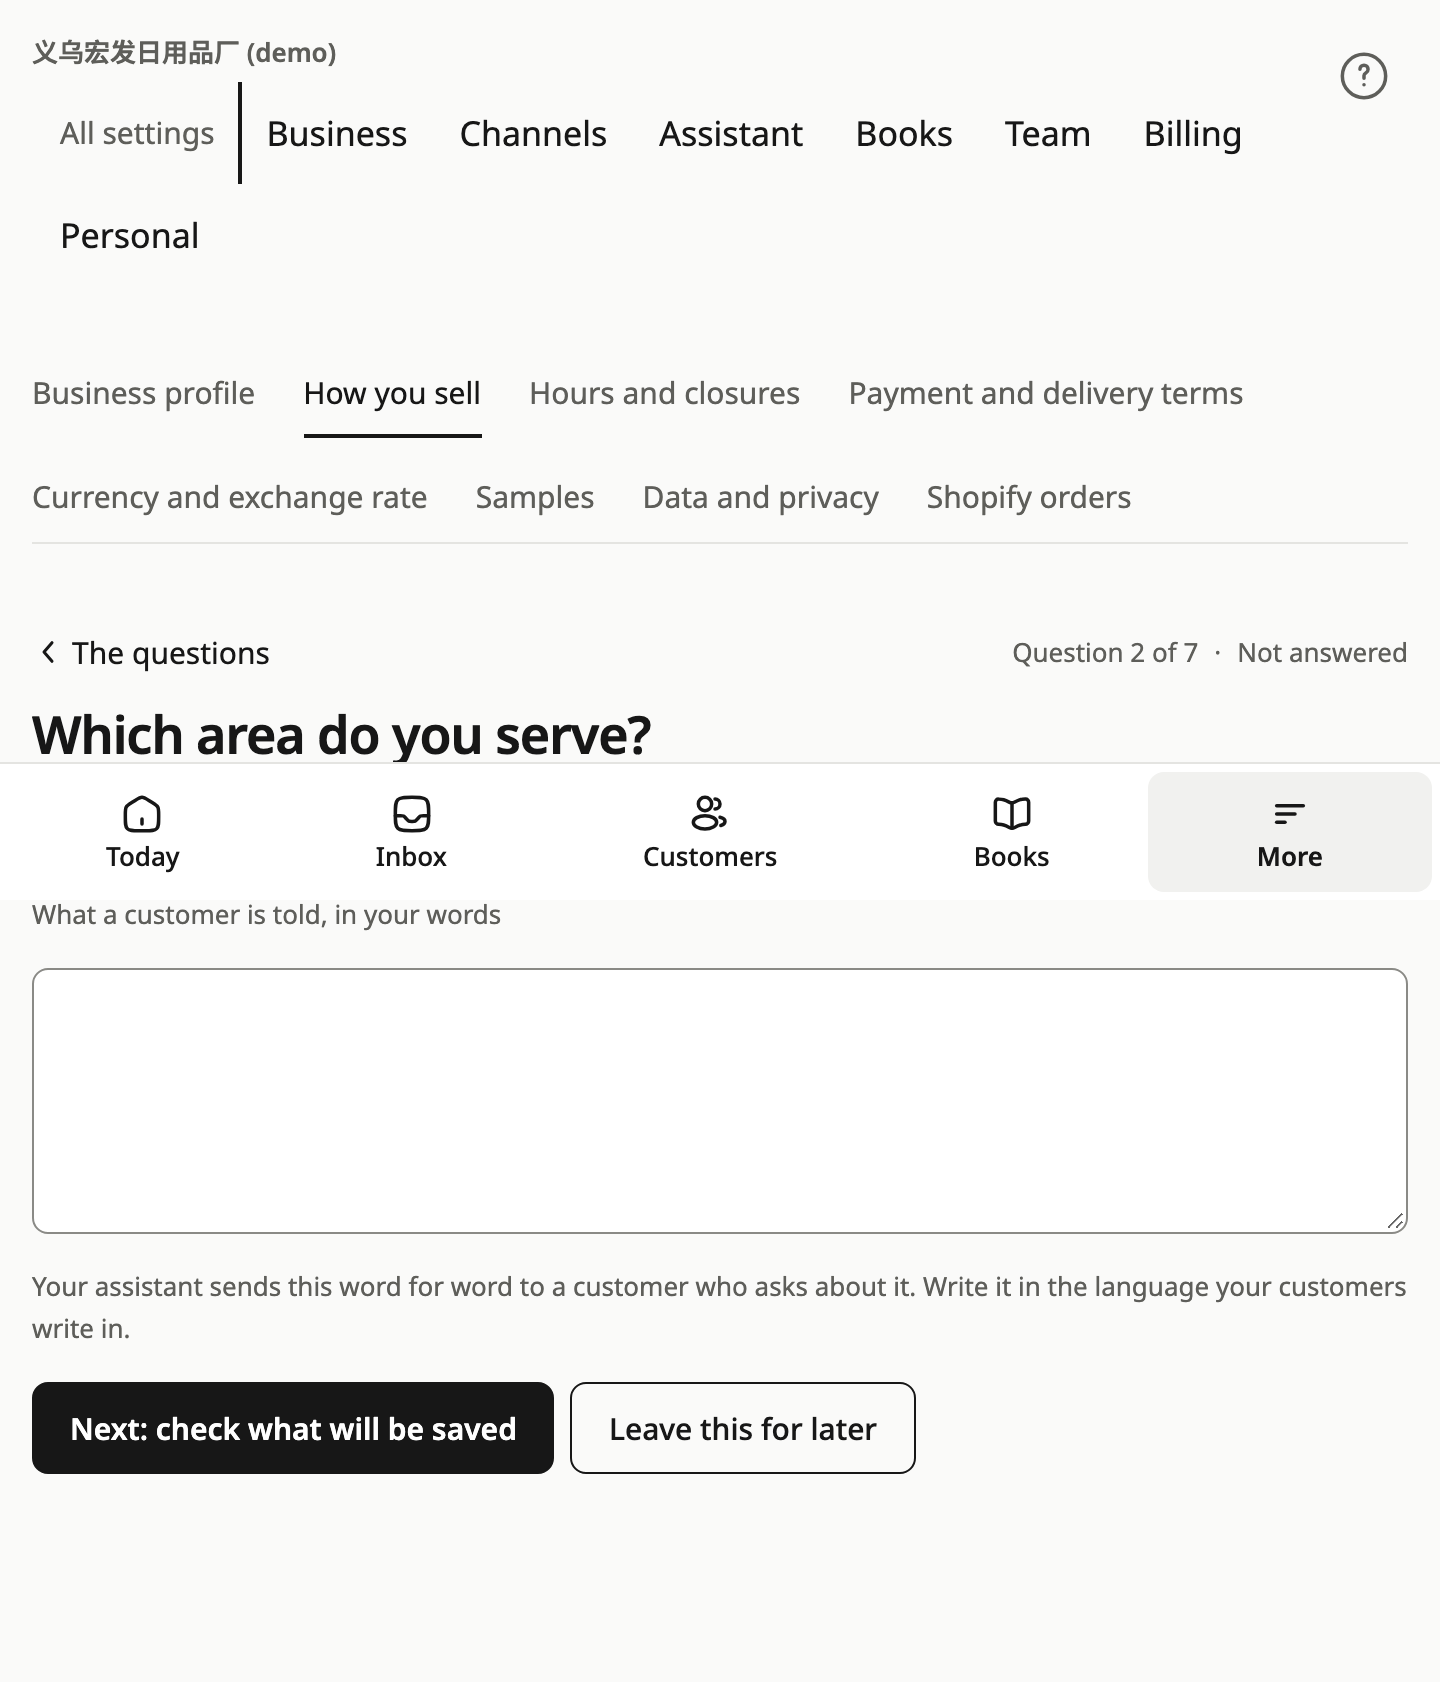 义乌宏发日用品厂 (demo)
All settings
Business
Channels
Assistant
Books
Team
Billing
Personal
Business profile
How you sell
Hours and closures
Payment and delivery terms
Currency and exchange rate
Samples
Data and privacy
Shopify orders
The questions
Question 2 of 7 · Not answered
Which area do you serve?
Today
Inbox
Customers
Books
More
What a customer is told, in your words
Your assistant sends this word for word to a customer who asks about it. Write it in the language your customers
write in.
Next: check what will be saved
Leave this for later